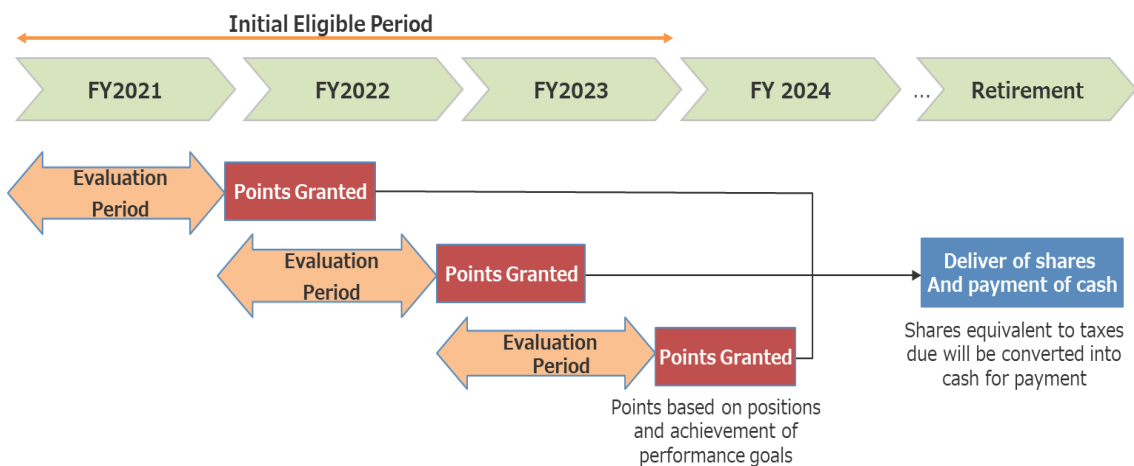 Initial Eligible Period
FY2021
FY2022
FY2023
FY 2024
...
Retirement
Evaluation
Period
Points Granted
Evaluation
Period
Points Granted
Deliver of shares
And payment of cash
Evaluation
Period
Points Granted
Shares equivalent to taxes
due will be converted into
cash for payment
Points based on positions
and achievement of
performance goals